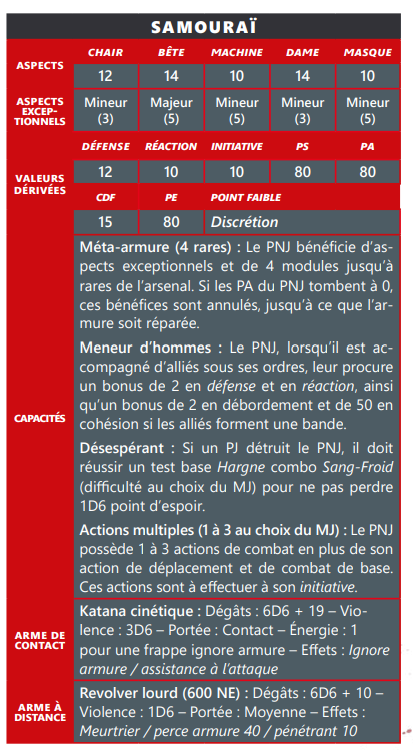 SAMOURAÏ
CHAIR BÊTE MACHINE DAME MASQUE
ASPECTS 12 14 10 14 10
ASPECTS
EXCEP-
TIONNELS
Mineur Majeur Mineur Mineur Mineur
(3) (5) (5) (3) (5)
DÉFENSE RÉACTION INITIATIVE PS PA
12 10 10 80 80
VALEURS
DÉRIVÉES
CDF PE POINT FAIBLE
15 80 Discrétion
CAPACITÉS
Méta-armure (4 rares) : Le PNJ bénéficie d’as-
pects exceptionnels et de 4 modules jusqu’à
rares de l’arsenal. Si les PA du PNJ tombent à 0,
ces bénéfices sont annulés, jusqu’à ce que l’ar-
mure soit réparée.
Meneur d’hommes : Le PNJ, lorsqu’il est ac-
compagné d’alliés sous ses ordres, leur procure
un bonus de 2 en défense et en réaction, ainsi
qu’un bonus de 2 en débordement et de 50 en
cohésion si les alliés forment une bande.
Désespérant : Si un PJ détruit le PNJ, il doit
réussir un test base Hargne combo Sang-Froid
(difficulté au choix du MJ) pour ne pas perdre
1D6 point d’espoir.
Actions multiples (1 à 3 au choix du MJ) : Le PNJ
possède 1 à 3 actions de combat en plus de son
action de déplacement et de combat de base.
Ces actions sont à effectuer à son initiative.
ARME DE
CONTACT
Katana cinétique : Dégâts : 6D6 + 19 – Vio-
lence : 3D6 – Portée : Contact – Énergie : 1
pour une frappe ignore armure – Effets : Ignore
armure / assistance à l’attaque
ARME À
DISTANCE
Revolver lourd (600 NE) : Dégâts : 6D6 + 10 –
Violence : 1D6 – Portée : Moyenne – Effets :
Meurtrier / perce armure 40 / pénétrant 10